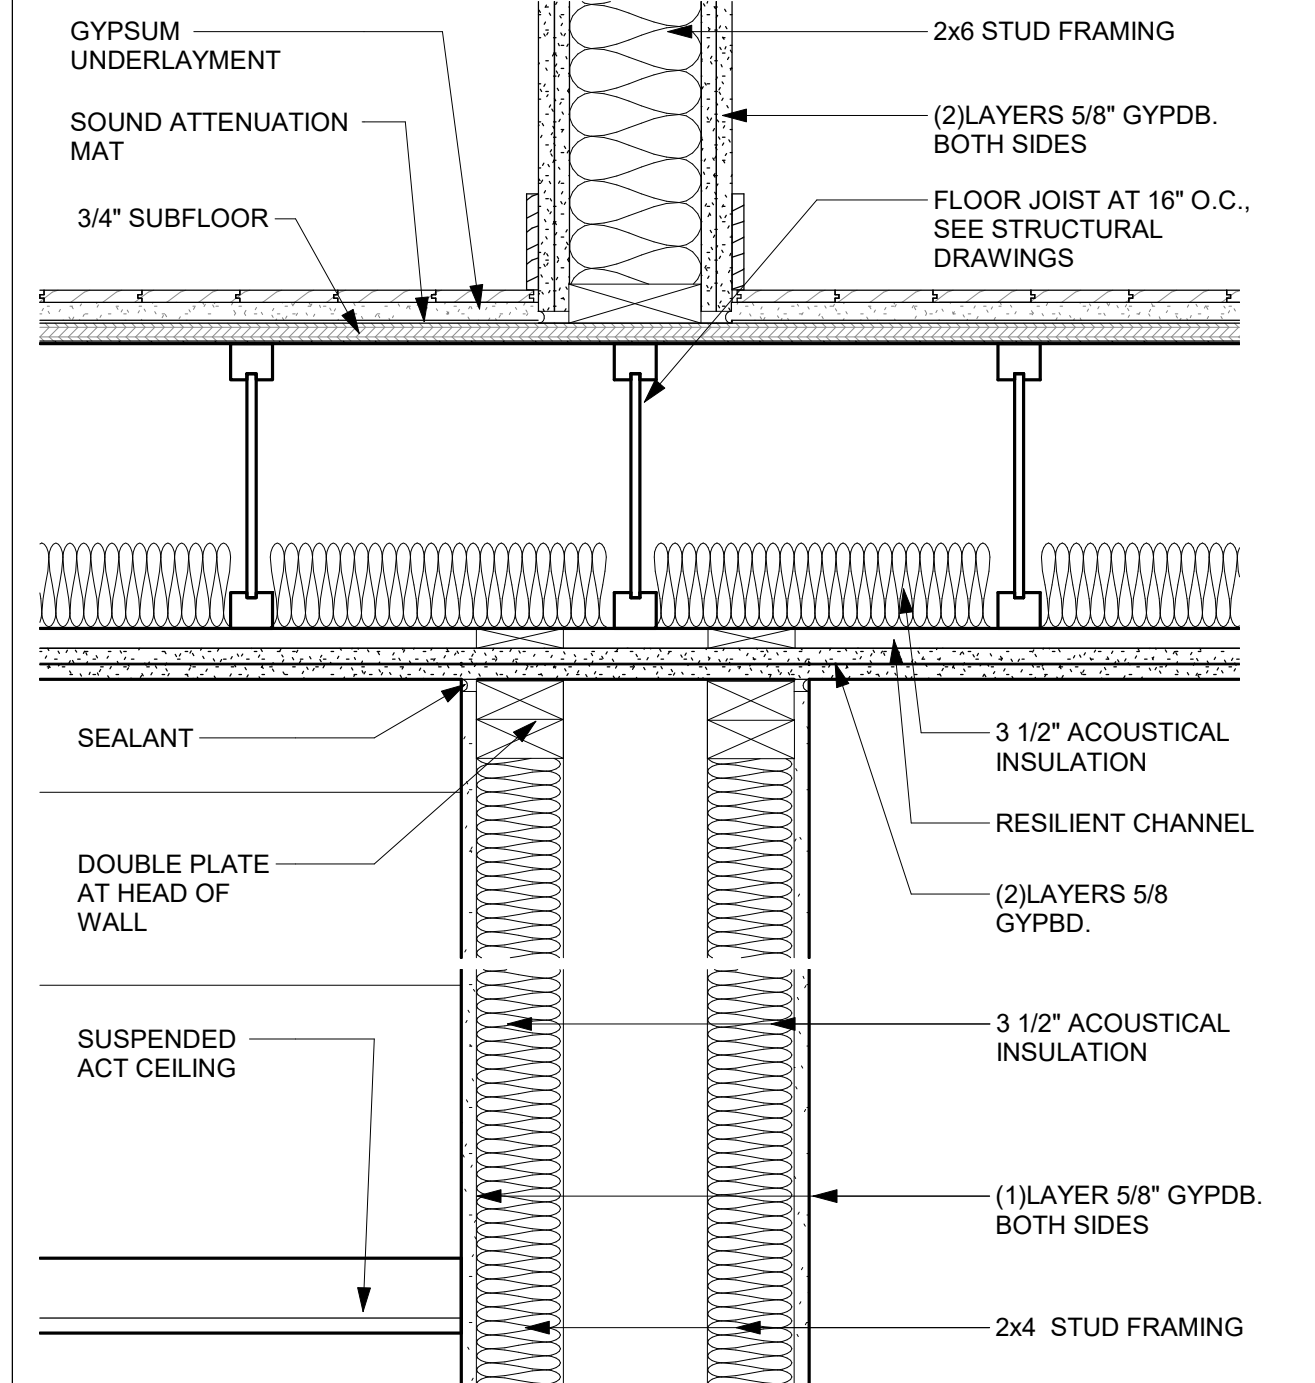 GYPSUM
UNDERLAYMENT
SOUND ATTENUATION
MAT
3/4" SUBFLOOR
2x6 STUD FRAMING
(2)LAYERS 5/8" GYPDB.
BOTH SIDES
FLOOR JOIST AT 16" O.C.,
SEE STRUCTURAL
DRAWINGS
SEALANT
DOUBLE PLATE
AT HEAD OF
WALL
SUSPENDED
ACT CEILING
3 1/2" ACOUSTICAL
INSULATION
RESILIENT CHANNEL
(2)LAYERS 5/8
GYPBD.
3 1/2" ACOUSTICAL
INSULATION
(1)LAYER 5/8" GYPDB.
BOTH SIDES
2x4  STUD FRAMING